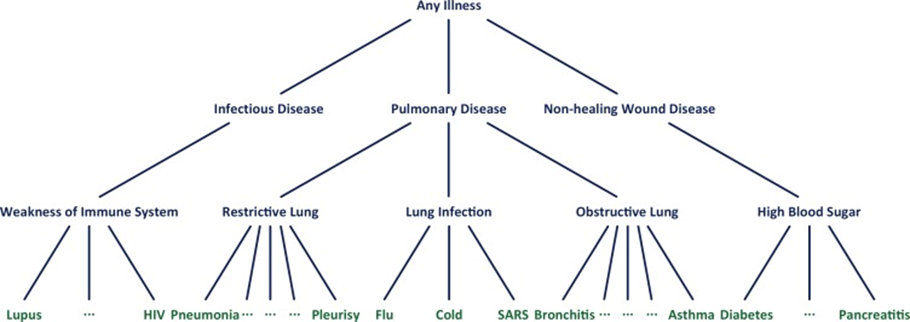 Any Illness
Infectious Disease Pulmonary Disease Non-healing Wound Disease
Weakness of Immune System Restrictive Lung Lung Infection Obstructive Lung High Blood Sugar
Lupus ... HIV Pneumonia ... ... ... Pleurisy Flu Cold SARS Bronchitis ... ... ... Asthma Diabetes ... Pancreatitis